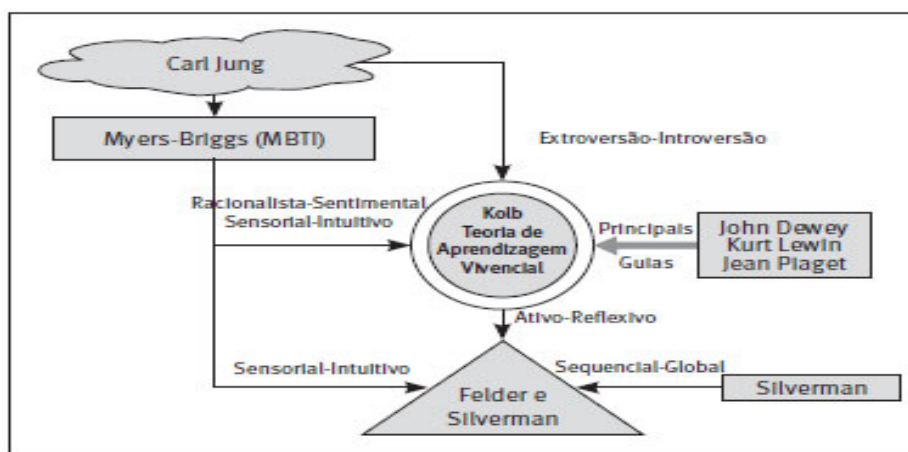 Carl Jung
Myers-Briggs (MBTI)
Extroversão-Introversão
Racionalista-Sentimental
Sensorial-Intuitivo
Kolb
Teoria de
Aprendizagem
Vivencial
Principais
Guias
John Dewey
Kurt Lewin
Jean Piaget
Ativo-Reflexivo
Sensorial-Intuitivo
Sequencial-Global
Felder e
Silverman
Silverman